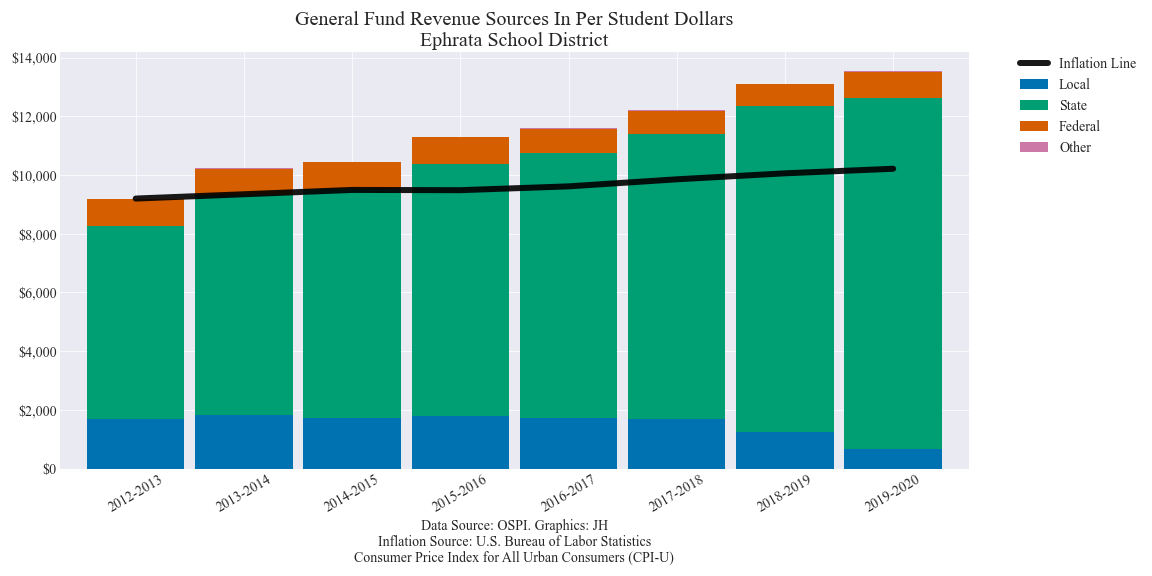 General Fund Revenue Sources In Per Student Dollars
Ephrata School District
$14,000
$12,000
$10,000
$8,000
$6,000
$4,000
$2,000
$0
Inflation Line
Local
State
Federal
Other
2012-2013
2013-2014
2014-2015
2015-2016
2016-2017
2017-2018
2018-2019
2019-2020
Data Source: OSPI. Graphics: JH
Inflation Source: U.S. Bureau of Labor Statistics
Consumer Price Index for All Urban Consumers (CPI-U)